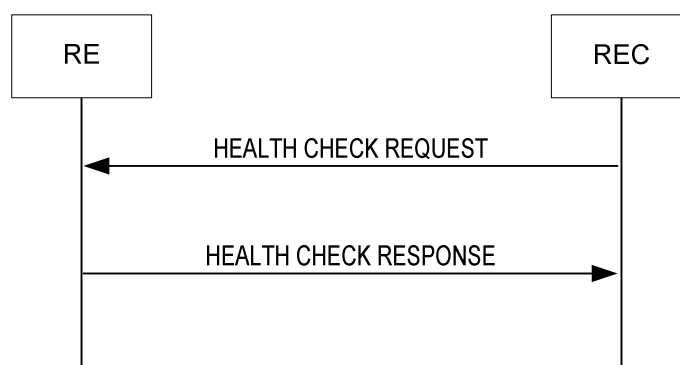 RE
REC
HEALTH CHECK REQUEST
HEALTH CHECK RESPONSE